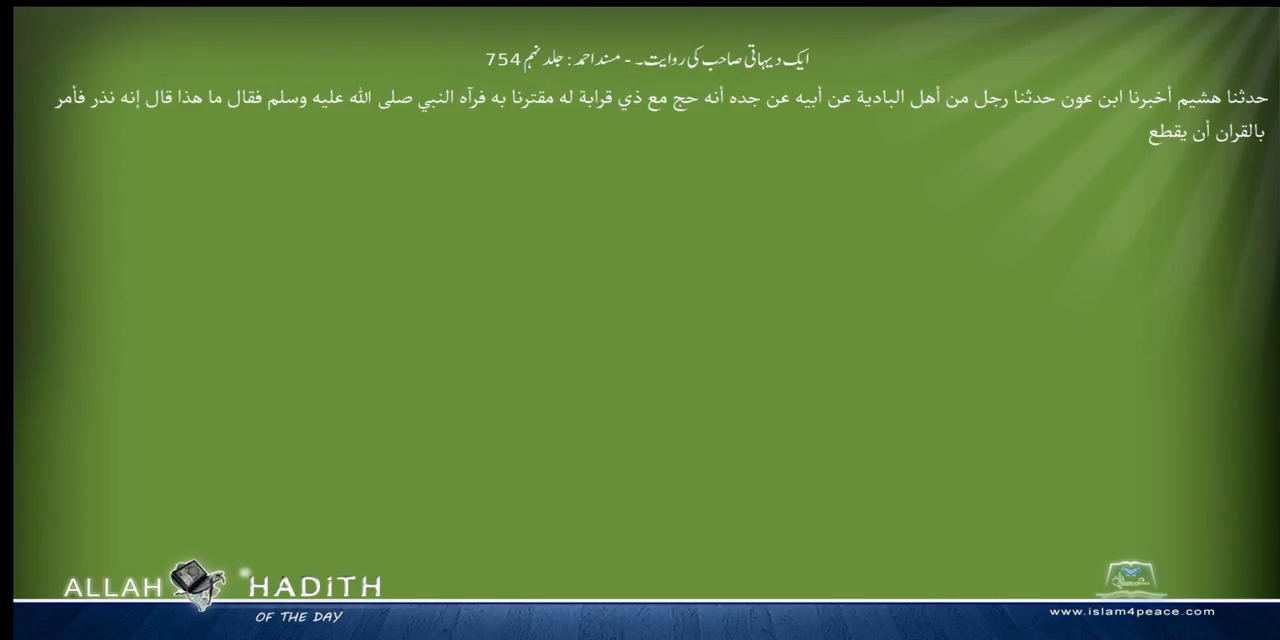 ایک دیہاتی صاحب کی روایت۔ - مسند احمد : جلد نہم 754
حدثنا هشيم أخبرنا ابن عون حدثنا رجل من أهل البادية عن أبيه عن جده أنه حج مع ذي قرابة له مقترنا به فرآه النبي صلى الله عليه وسلم فقال ما هذا قال إنه نذر فأمر
بالقران أن يقطع
ALLAH HADITH
OF THE DAY
www.islam4peace.com